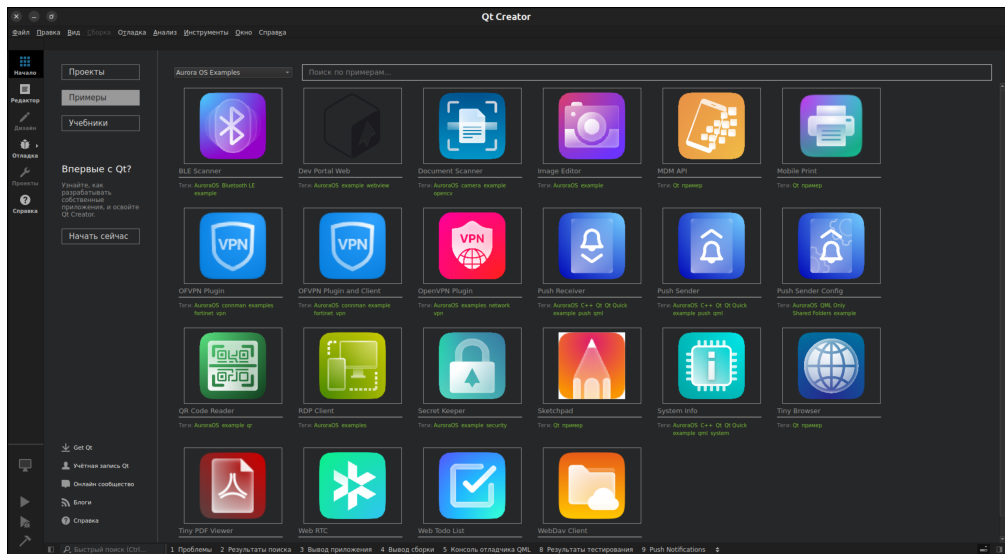 Qt Creator
Файл Правка Вид Сборка Отладка Анализ Инструменты Окно Справка
Начало
Редактор
Дизайн
Отладка
Проекты
Справка
Проекты
Примеры
Учебники
Впервые с Qt?
Узнайте, как
разрабатывать
собственные
приложения, и освойте
Qt Creator.
Начать сейчас
Get Qt
Учётная запись Qt
Онлайн сообщество
Блоги
Справка
Aurora OS Examples
Поиск по примерам...
BLE Scanner
Теги: AuroraOS Bluetooth LE
example
Dev Portal Web
Теги: AuroraOS example webview
Document Scanner
Теги: AuroraOS camera example
opencv
Image Editor
Теги: AuroraOS example
MDM API
Теги: Qt пример
Mobile Print
Теги: Qt пример
VPN
OFVPN Plugin
Теги: AuroraOS connman examples
fortinet vpn
VPN
OFVPN Plugin and Client
Теги: AuroraOS connman example
fortinet vpn
VPN
OpenVPN Plugin
Теги: AuroraOS examples network
vpn
Push Receiver
Теги: AuroraOS C++ Qt Qt Quick
example push qml
Push Sender
Теги: AuroraOS C++ Qt Qt Quick
example push qml
Push Sender Config
Теги: AuroraOS QML Only
Shared Folders example
QR Code Reader
Теги: AuroraOS example qr
RDP Client
Теги: AuroraOS examples
Secret Keeper
Теги: AuroraOS example security
Sketchpad
Теги: Qt пример
System Info
Теги: AuroraOS C++ Qt Qt Quick
example qml system
Tiny Browser
Теги: Qt пример
Tiny PDF Viewer
Web RTC
Web Todo List
WebDav Client
Быстрый поиск (Ctrl...
1 Проблемы 2 Результаты поиска 3 Вывод приложения 4 Вывод сборки 5 Консоль отладчика QML 8 Результаты тестирования 9 Push Notifications